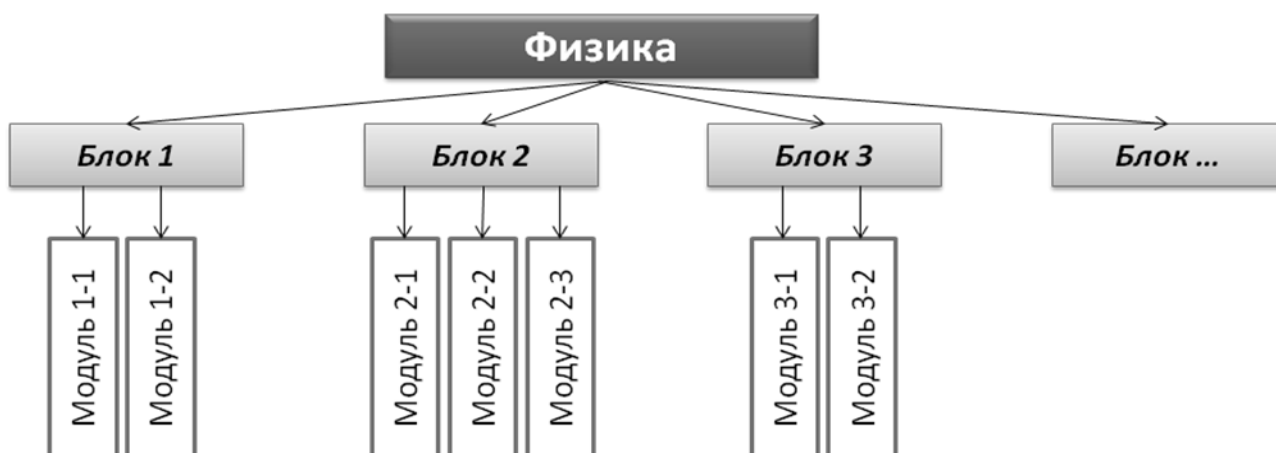 Физика
Блок 1
Блок 2
Блок 3
Блок ...
Модуль 1-1
Модуль 1-2
Модуль 2-1
Модуль 2-2
Модуль 2-3
Модуль 3-1
Модуль 3-2